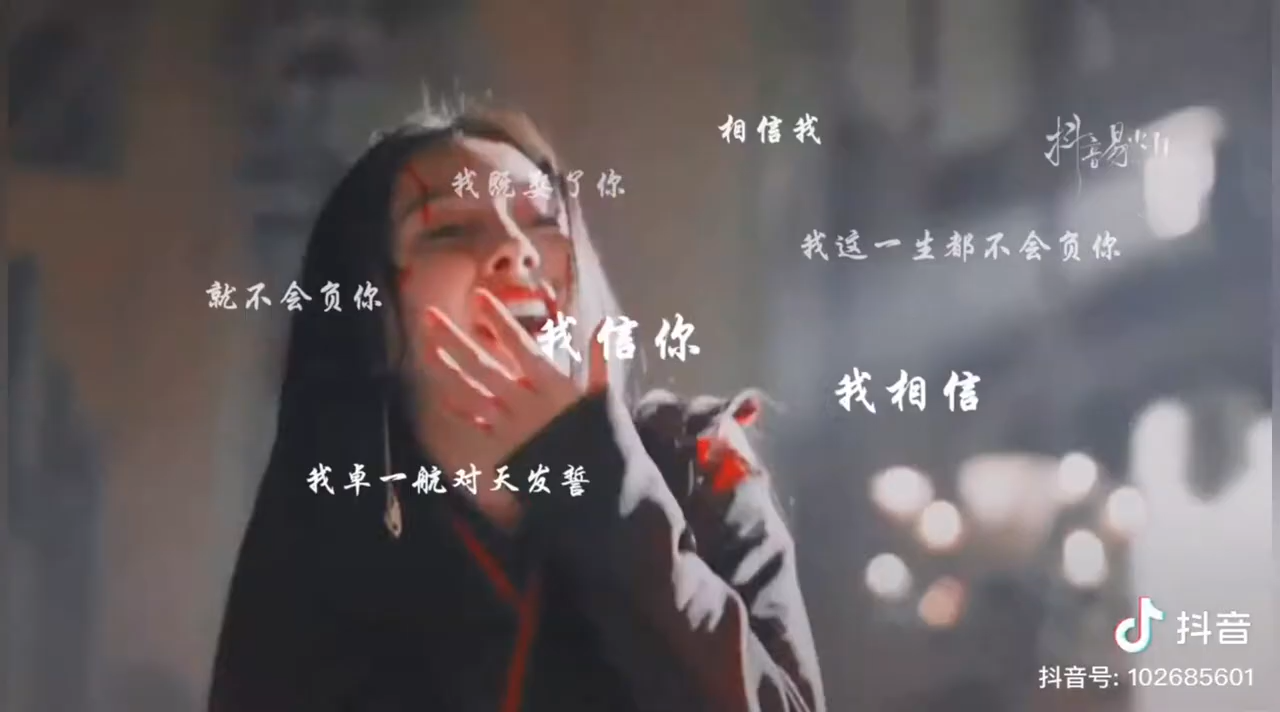 相信我
我既娶了你
我这一生都不会负你
就不会负你
我信你
我相信
我卓一航对天发誓
抖音
抖音号: 102685601